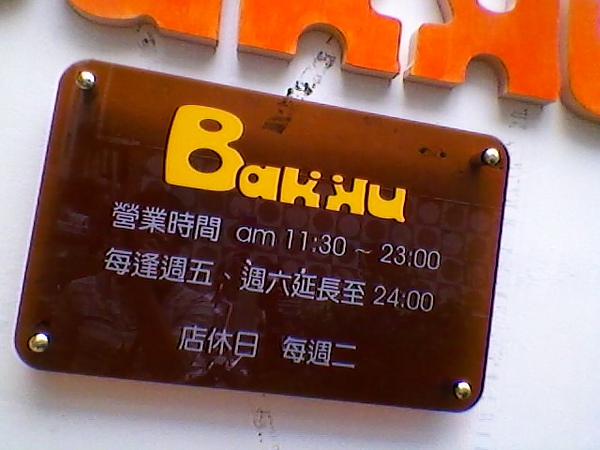 Bakku
營業時間 am 11:30 ~ 23:00
每逢週五、週六延長至 24:00
店休日 每週二